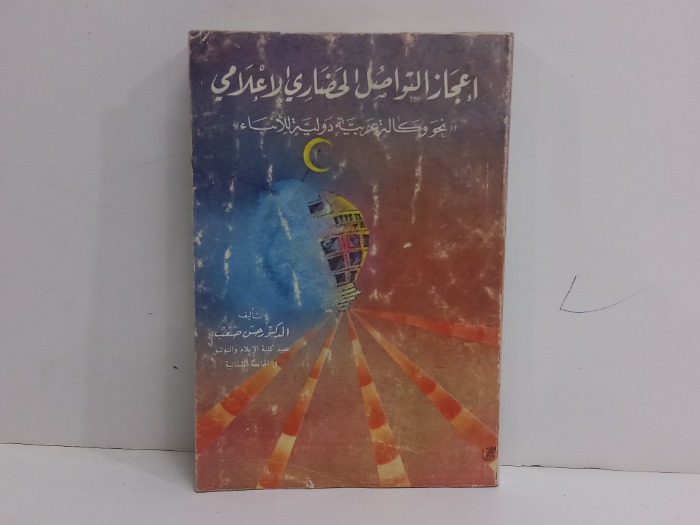 إعجاز التواصل الحضاري الإعلامي
«نحو وكالة عربية دولية للأنباء»
تأليف
الدكتور حسن صعب
عميد كلية الإعلام والتوثيق
الجامعة اللبنانية